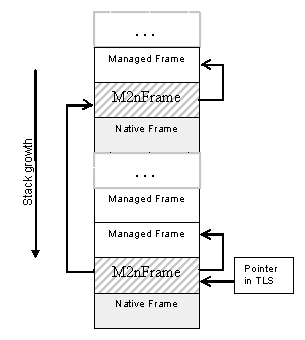 ...
Managed Frame
M2nFrame
Native Frame
...
Managed Frame
Managed Frame
M2nFrame
Native Frame
Stack growth
Pointer
in TLS